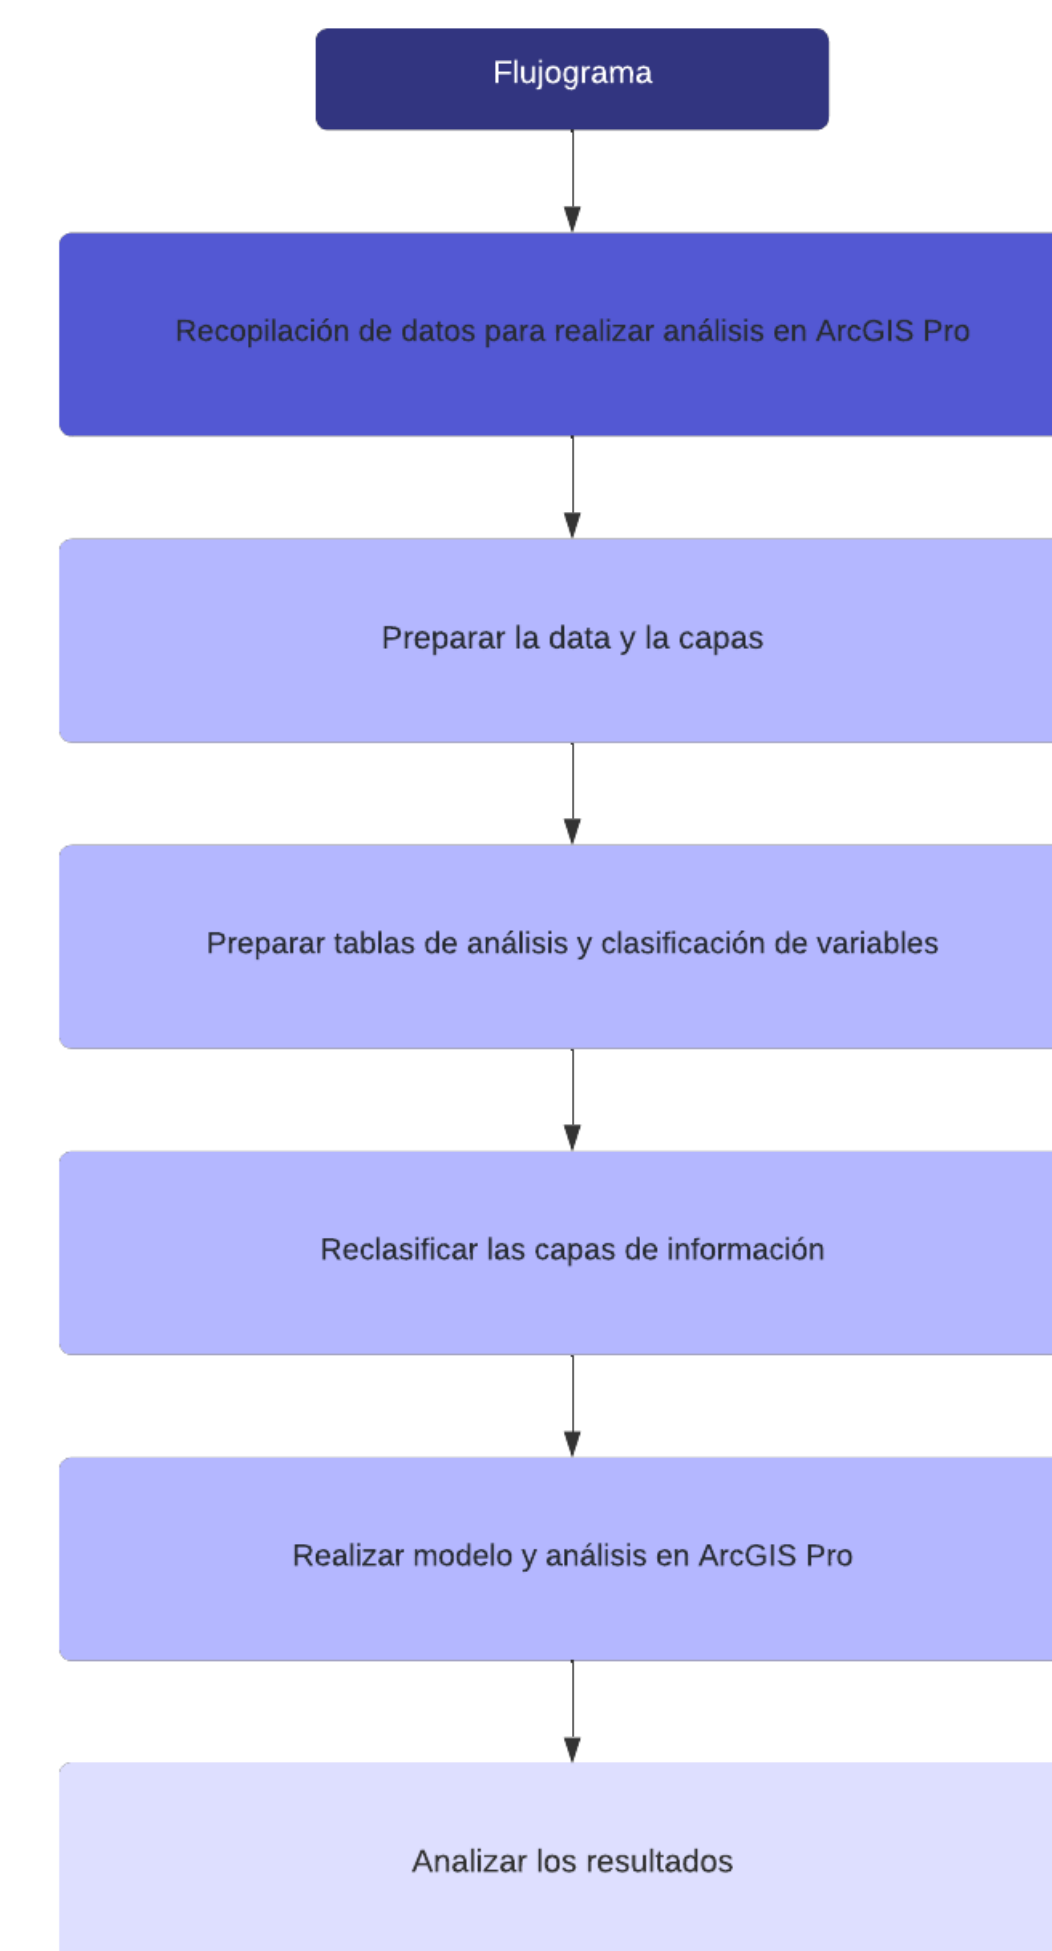 Flujograma
Recopilación de datos para realizar análisis en ArcGIS Pro
Preparar la data y la capas
Preparar tablas de análisis y clasificación de variables
Reclasificar las capas de información
Realizar modelo y análisis en ArcGIS Pro
Analizar los resultados